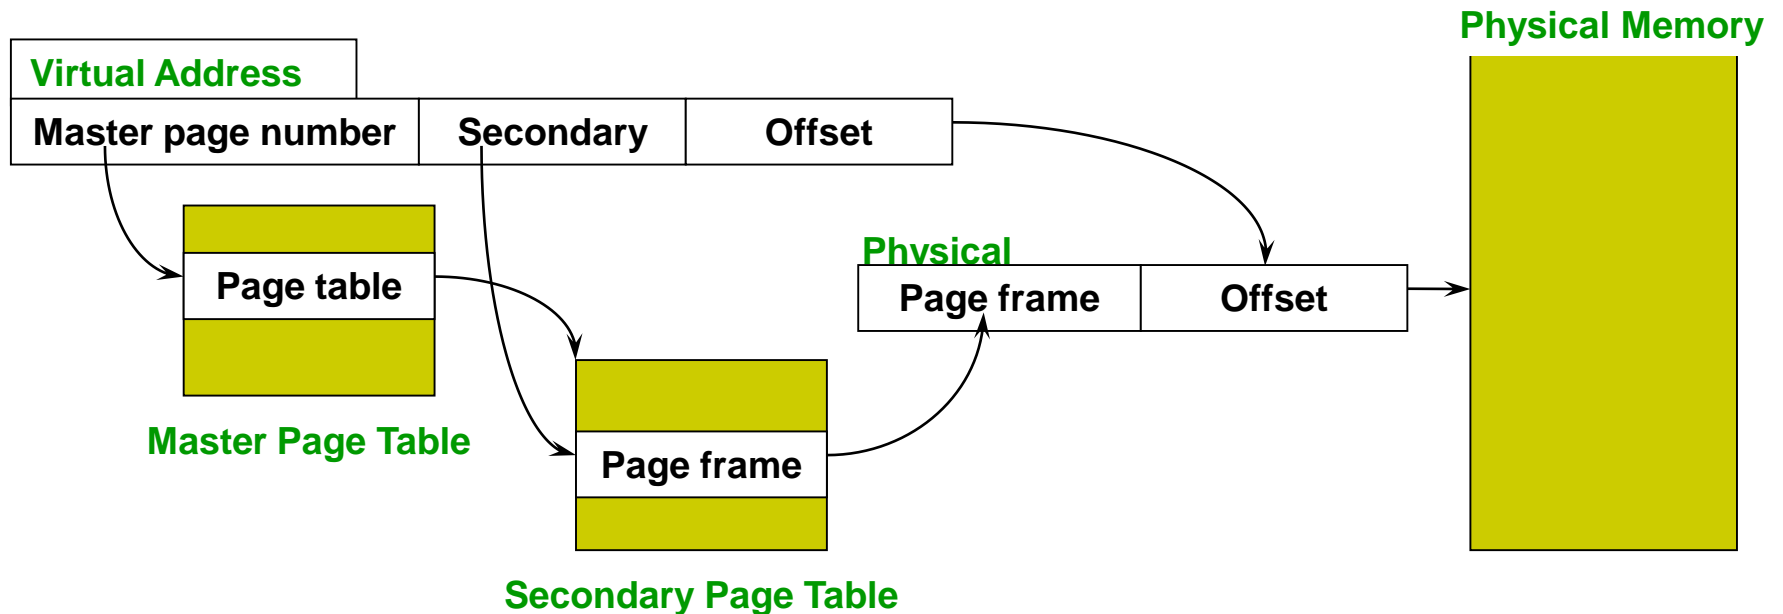 Physical Memory
Virtual Address
Master page number Secondary Offset
Physical
Page table
Page frame Offset
Master Page Table
Page frame
Secondary Page Table